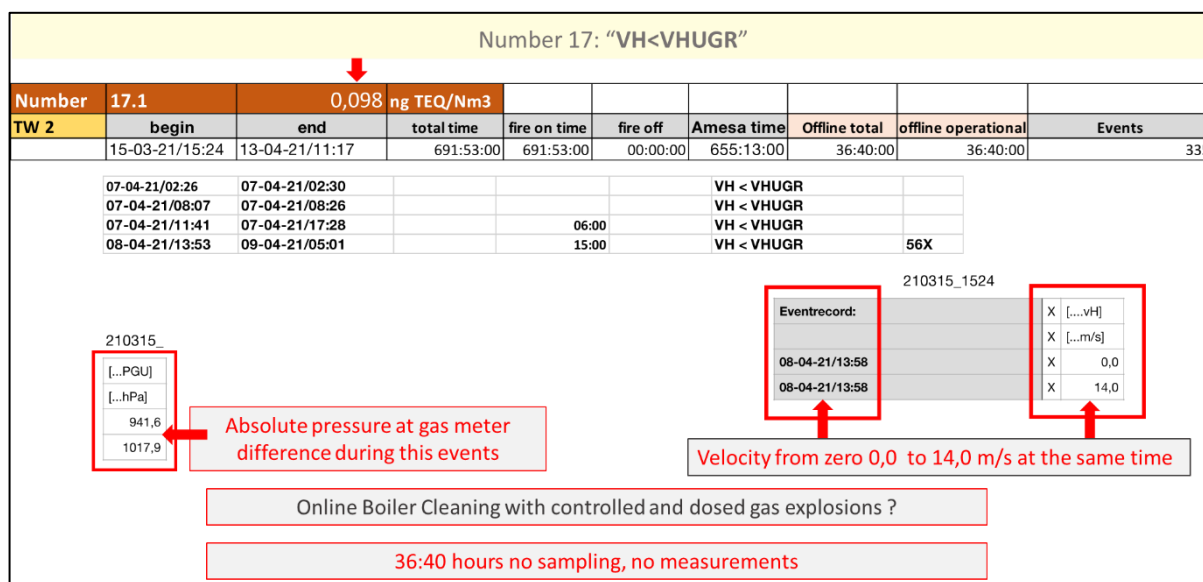 Number 17: “VH<VHUGR”
Number 17.1 0,098 ng TEQ/Nm3
TW 2 begin end total time fire on time fire off Amesa time Offline total offline operational Events
15-03-21/15:24 13-04-21/11:17 691:53:00 691:53:00 00:00:00 655:13:00 36:40:00 36:40:00 33
07-04-21/02:26 07-04-21/02:30 VH < VHUGR
07-04-21/08:07 07-04-21/08:26 VH < VHUGR
07-04-21/11:41 07-04-21/17:28 06:00 VH < VHUGR
08-04-21/13:53 09-04-21/05:01 15:00 VH < VHUGR 56X
210315_1524
Eventrecord: X [....vH]
X [...m/s]
08-04-21/13:58 X 0,0
08-04-21/13:58 X 14,0
210315_
[...PGU]
[...hPa]
941,6
1017,9
Absolute pressure at gas meter
difference during this events
Velocity from zero 0,0 to 14,0 m/s at the same time
Online Boiler Cleaning with controlled and dosed gas explosions ?
36:40 hours no sampling, no measurements